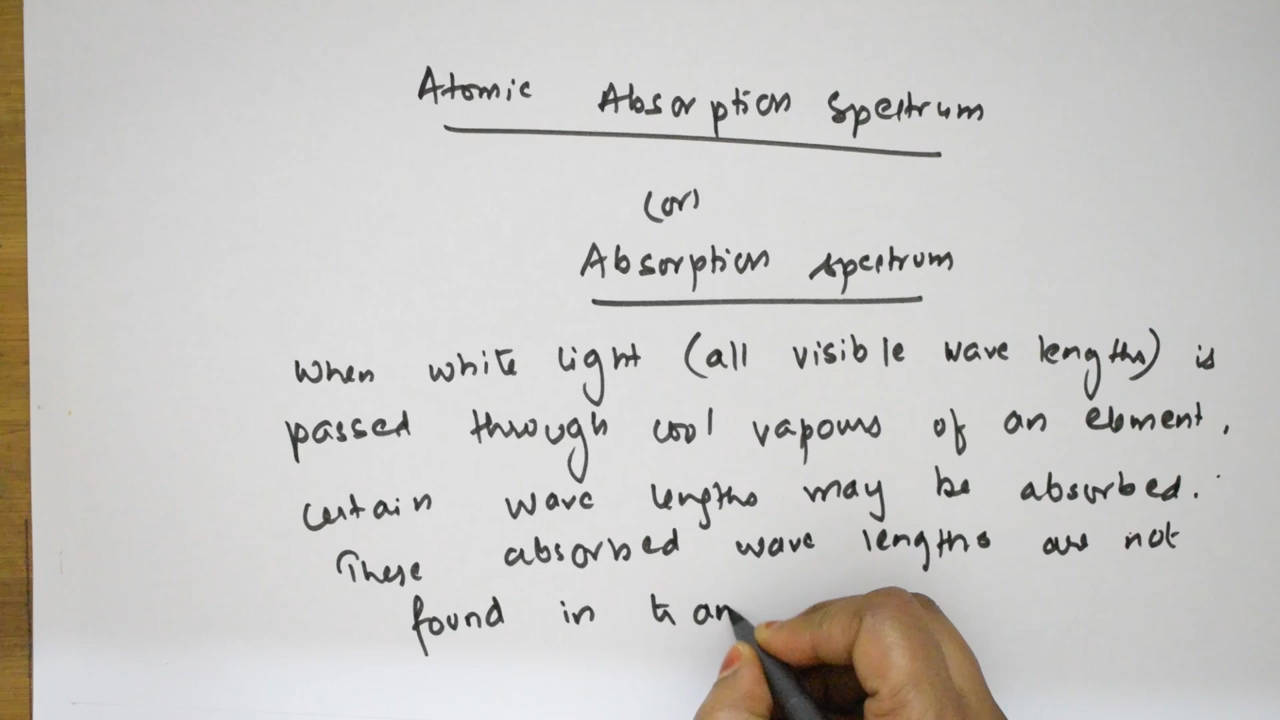 Atomic Absorption Spectrum
(or)
Absorption spectrum
When white light (all visible wave lengths) is
passed through cool vapours of an element,
certain wave lengths may be absorbed.
These absorbed wave lengths are not
found in tran